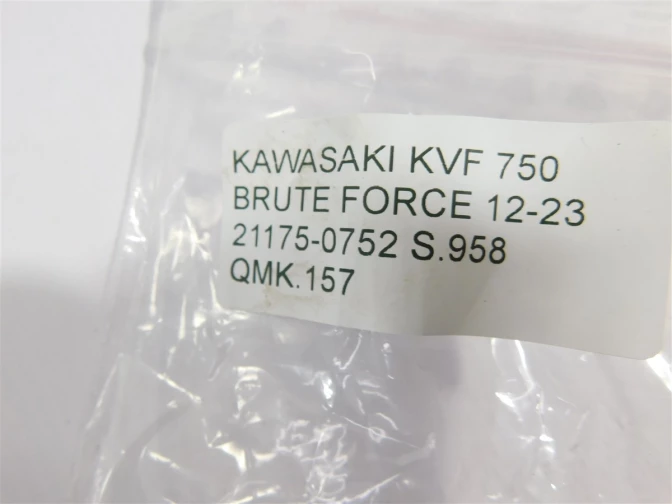 KAWASAKI KVF 750
BRUTE FORCE 12-23
21175-0752 S.958
QMK.157